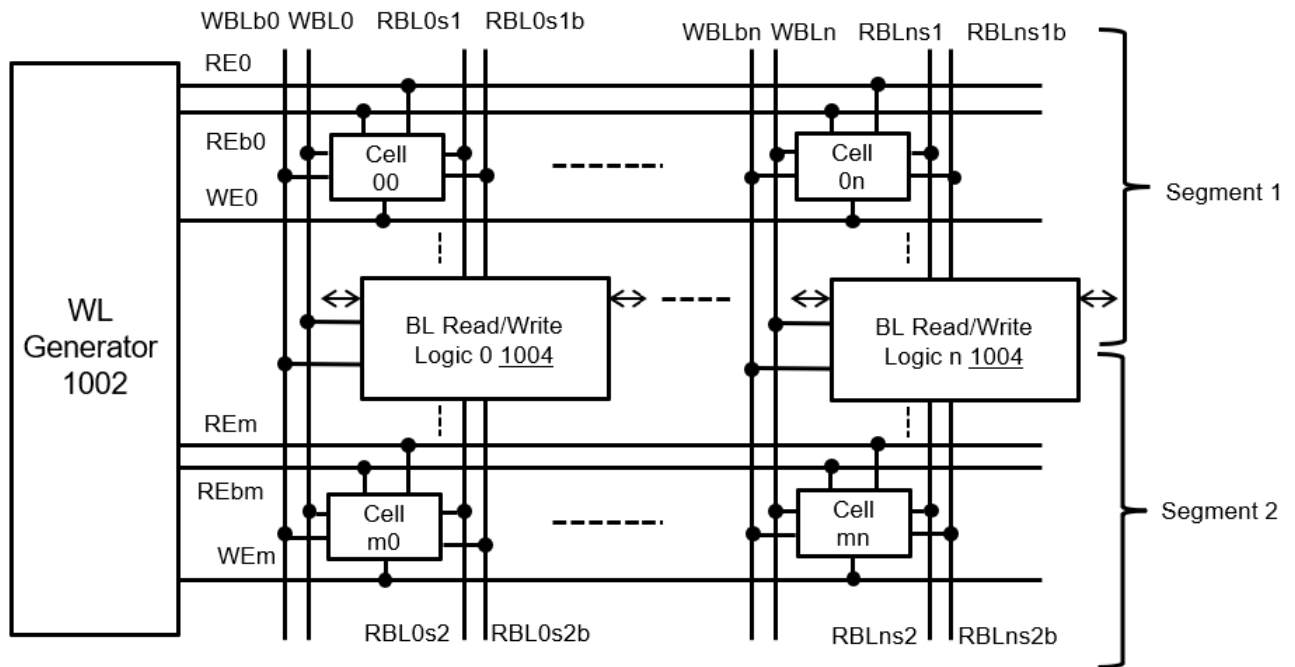 WBLb0 WBL0 RBL0s1 RBL0s1b
WBLbn WBLn RBLns1 RBLns1b
RE0
REb0
Cell
00
Cell
0n
WE0
Segment 1
WL
Generator
1002
BL Read/Write
Logic 0 1004
BL Read/Write
Logic n 1004
REm
REbm
Cell
m0
Cell
mn
Segment 2
WEm
RBL0s2 RBL0s2b
RBLns2 RBLns2b